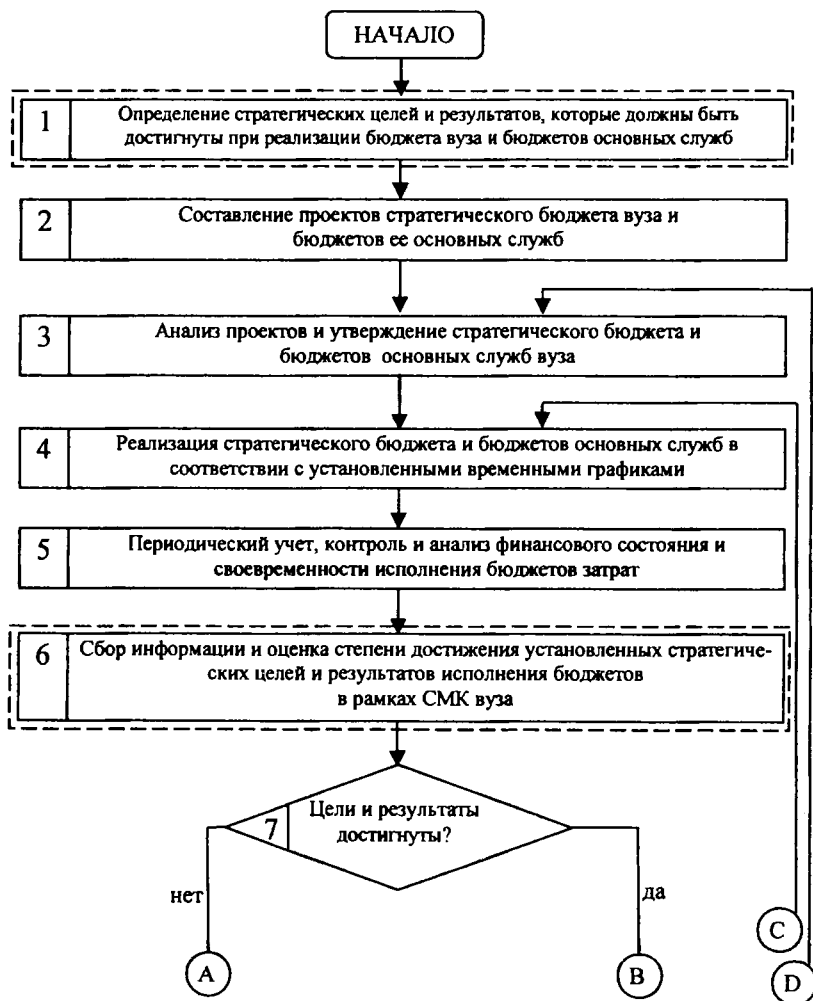 НАЧАЛО
1
Определение стратегических целей и результатов, которые должны быть
достигнуты при реализации бюджета вуза и бюджетов основных служб
2
Составление проектов стратегического бюджета вуза и
бюджетов ее основных служб
3
Анализ проектов и утверждение стратегического бюджета и
бюджетов основных служб вуза
4
Реализация стратегического бюджета и бюджетов основных служб в
соответствии с установленными временными графиками
5
Периодический учет, контроль и анализ финансового состояния и
своевременности исполнения бюджетов затрат
6
Сбор информации и оценка степени достижения установленных стратегиче-
ских целей и результатов исполнения бюджетов
в рамках СМК вуза
7
Цели и результаты
достигнуты?
нет
да
A
B
C
D